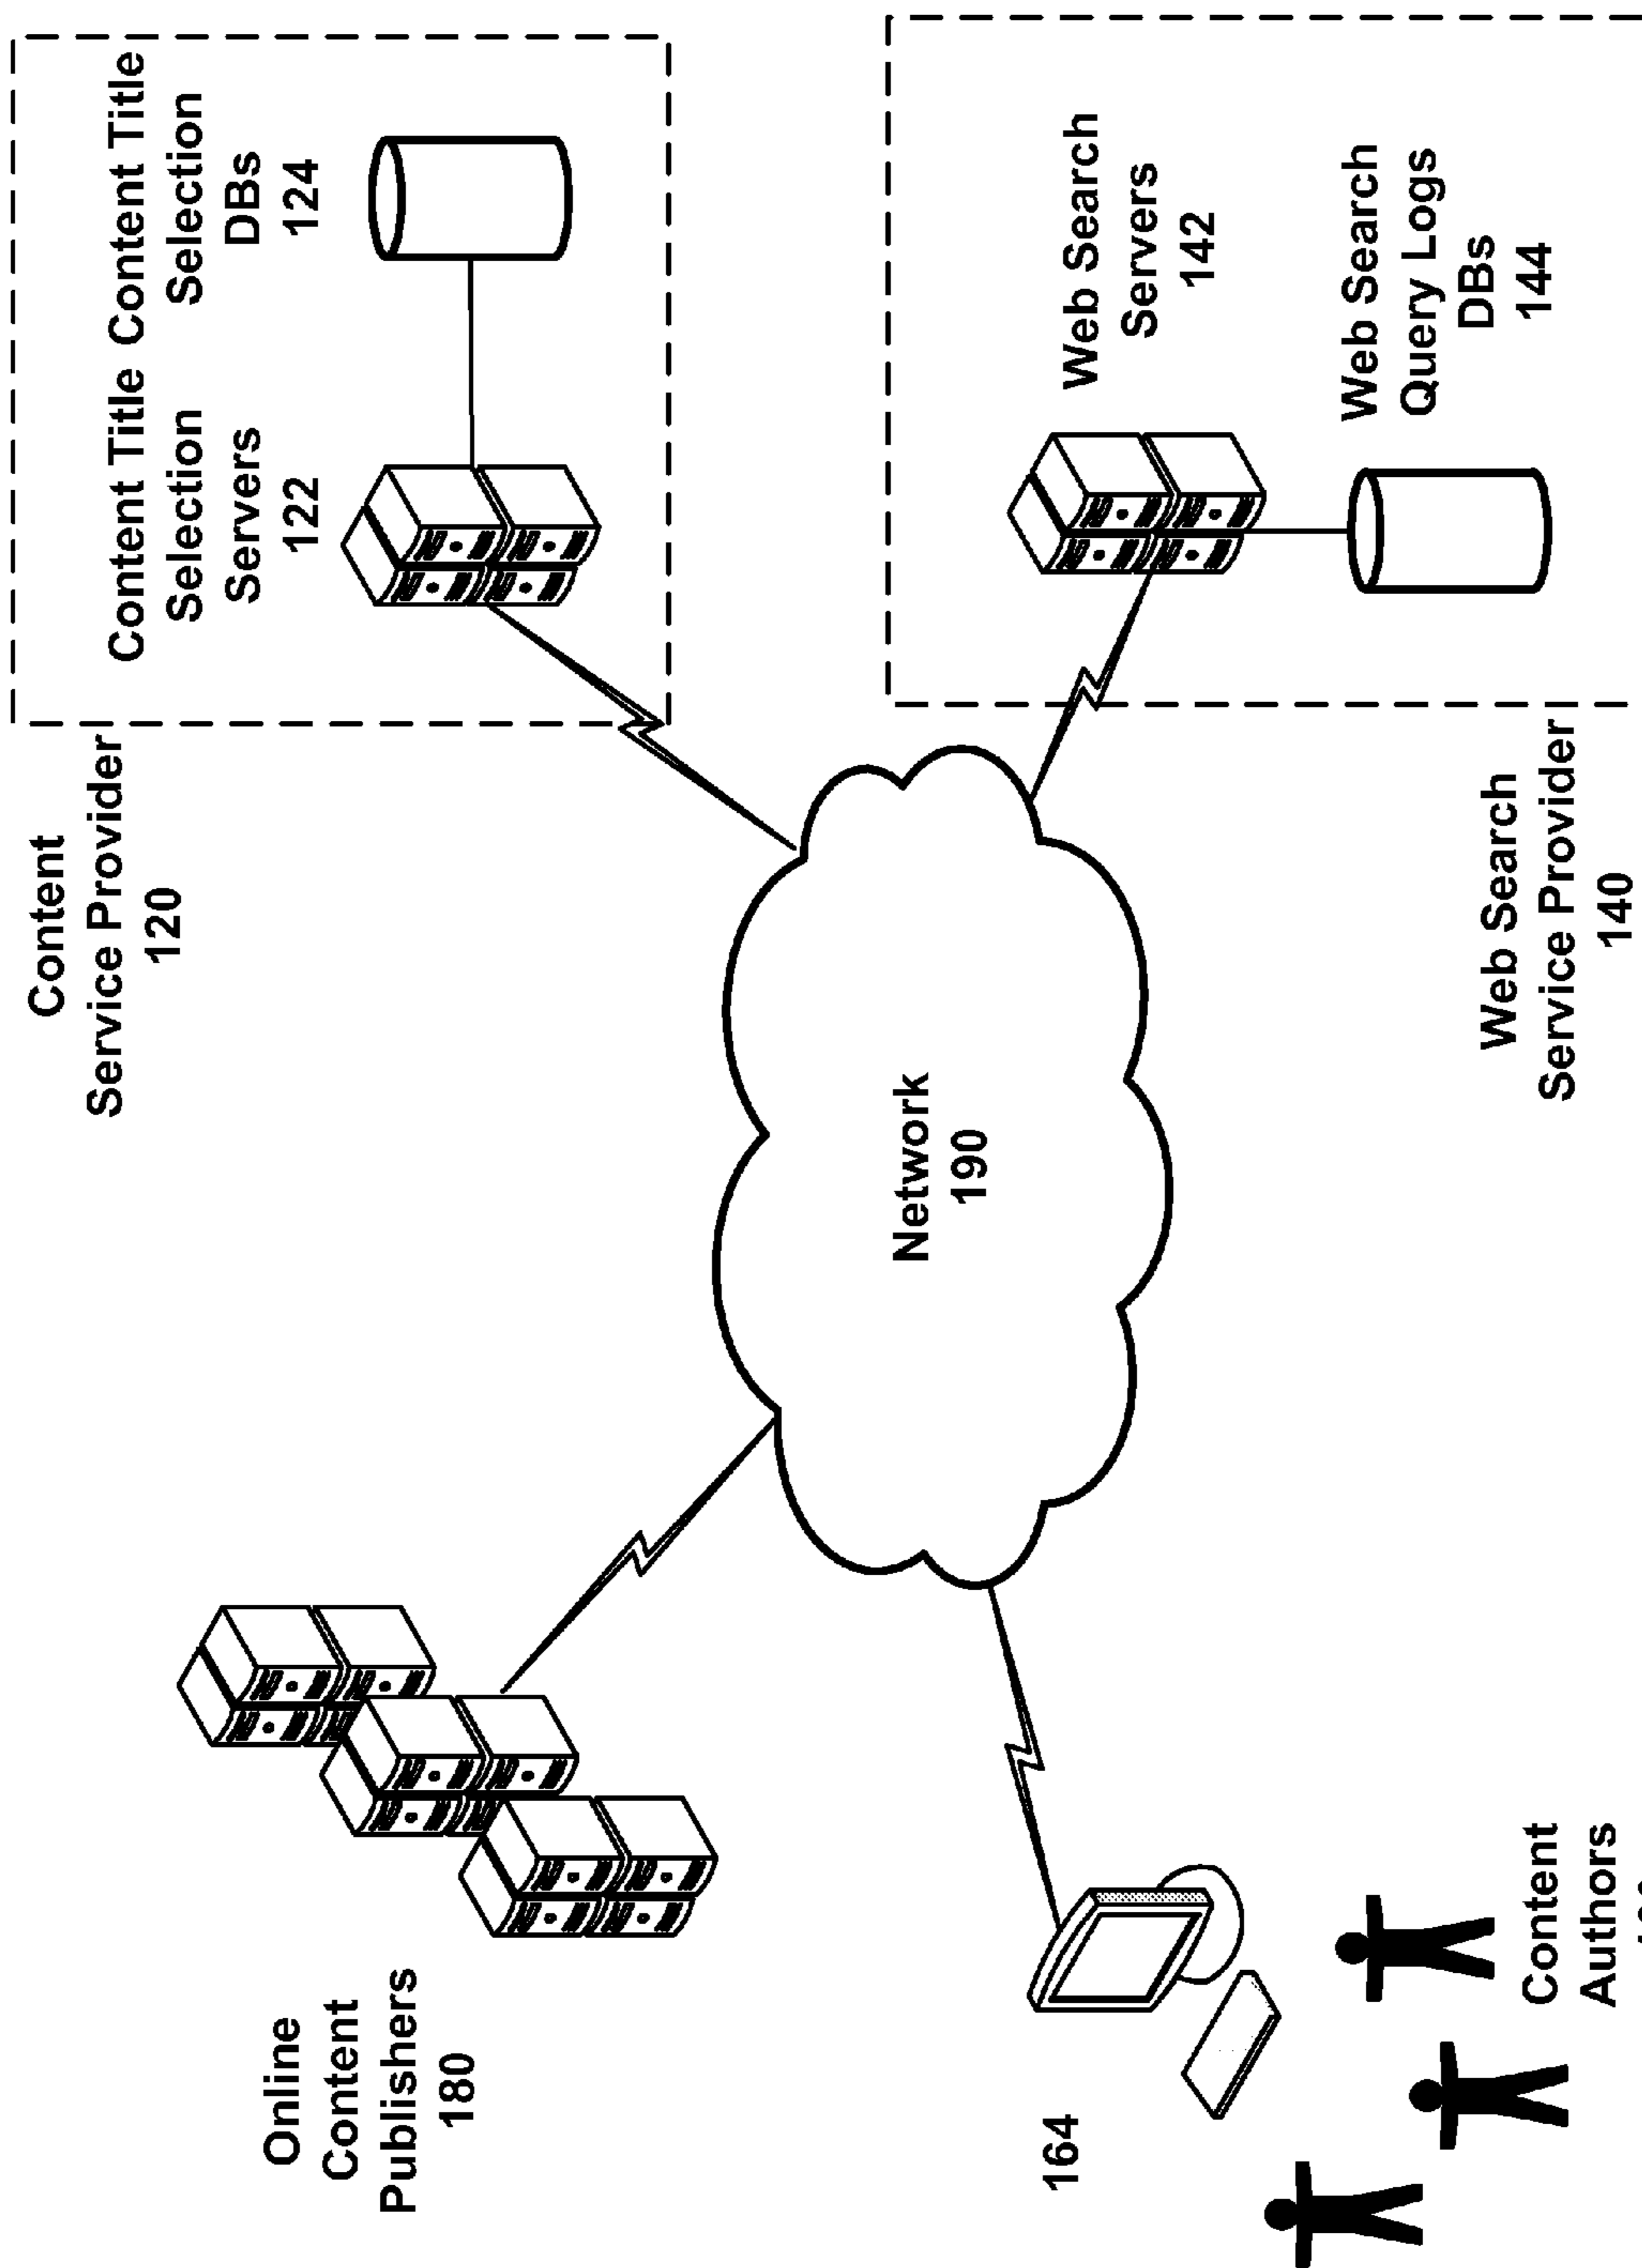 Content
Service Provider
120
Content Title
Selection
Servers
122
Content Title
Selection
DBs
124
Online
Content
Publishers
180
Network
190
Web Search
Servers
142
Web Search
Query Logs
DBs
144
164
Web Search
Service Provider
140
Content
Authors